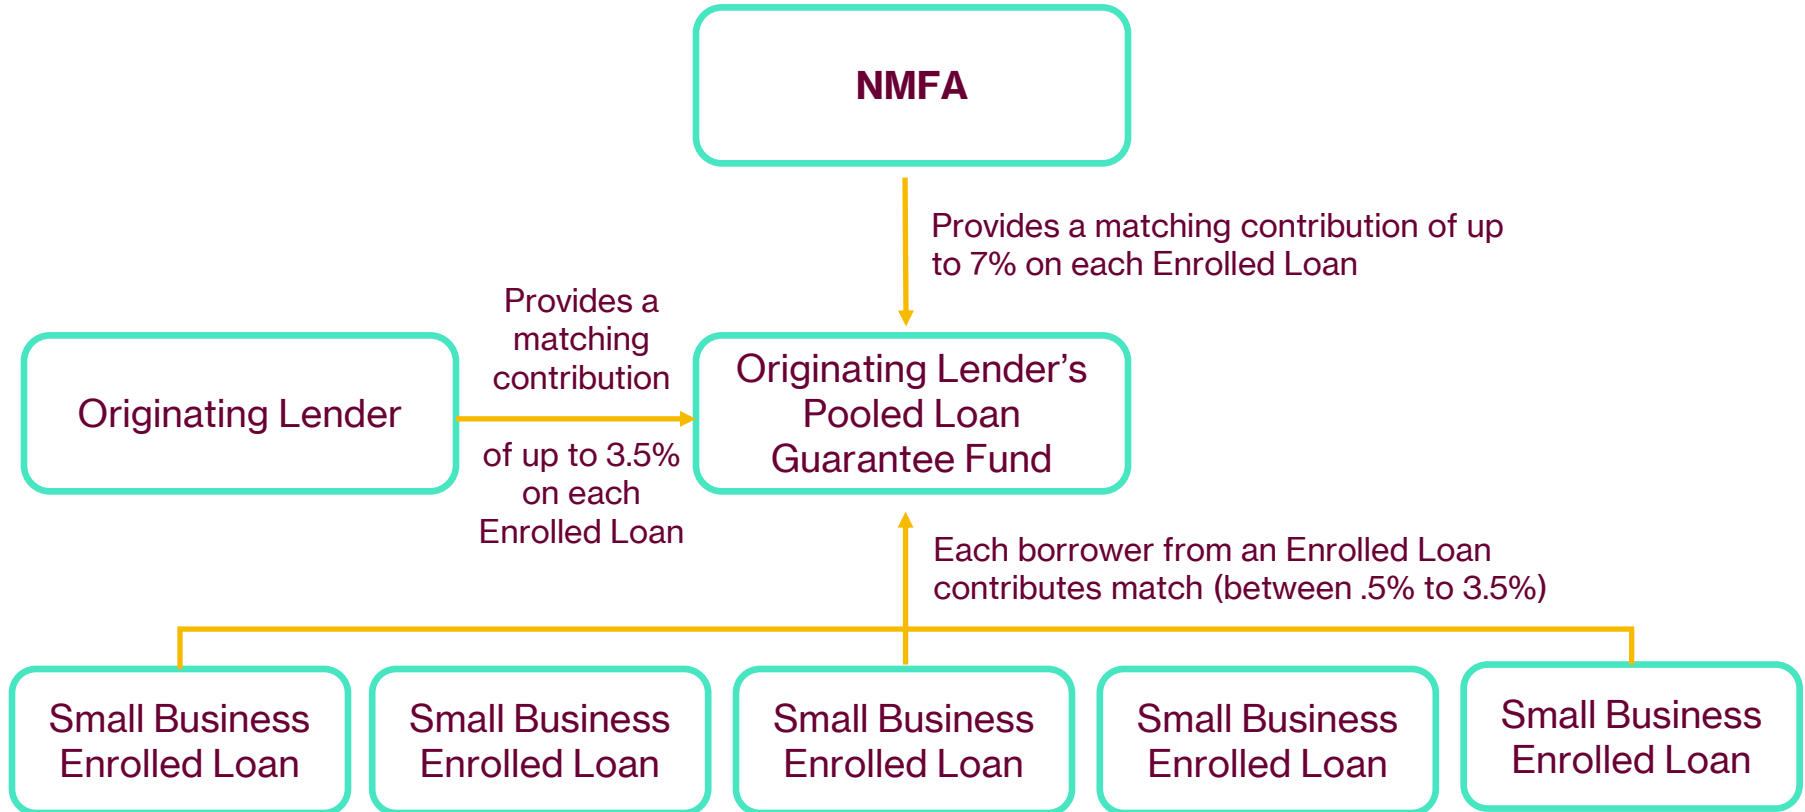 NMFA
Provides a matching contribution of up
to 7% on each Enrolled Loan
Provides a
matching
contribution
of up to 3.5%
on each
Enrolled Loan
Originating Lender
Originating Lender’s
Pooled Loan
Guarantee Fund
Each borrower from an Enrolled Loan
contributes match (between .5% to 3.5%)
Small Business
Enrolled Loan
Small Business
Enrolled Loan
Small Business
Enrolled Loan
Small Business
Enrolled Loan
Small Business
Enrolled Loan